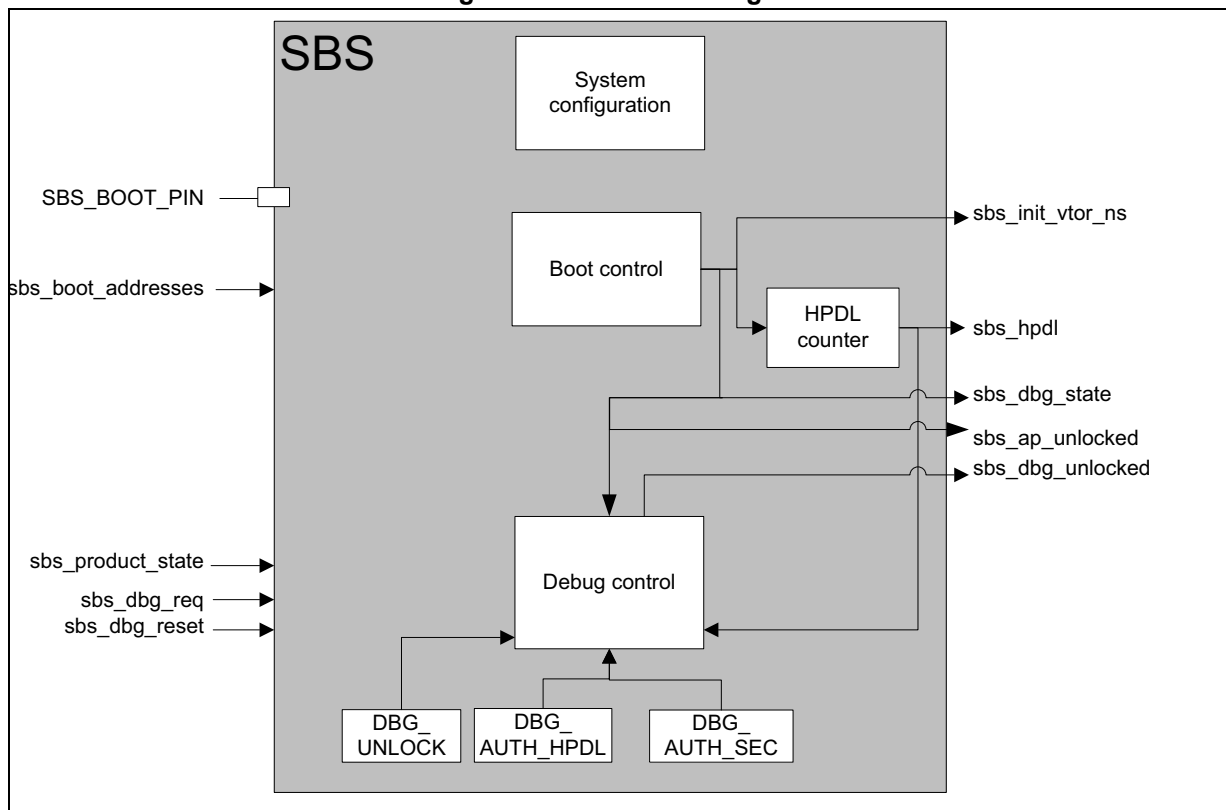 SBS
System
configuration
SBS_BOOT_PIN
sbs_init_vtor_ns
Boot control
sbs_boot_addresses
HPDL
counter
sbs_hpdl
sbs_dbg_state
sbs_ap_unlocked
sbs_dbg_unlocked
sbs_product_state
Debug control
sbs_dbg_req
sbs_dbg_reset
DBG_
UNLOCK
DBG_
AUTH_HPDL
DBG_
AUTH_SEC